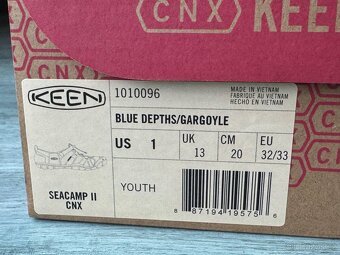 CNX
KEEN
KEEN
1010096
MADE IN VIETNAM
FABRIQUÉ AU VIETNAM
HECHO EN VIETNAM
BLUE DEPTHS/GARGOYLE
US 1
UK 13
CM 20
EU 32/33
SEACAMP II
CNX
YOUTH
8 87194 19575 6
CNX